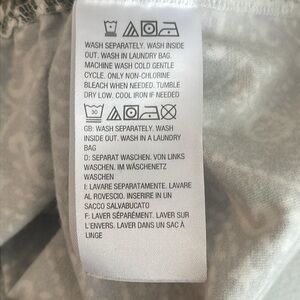 WASH SEPARATELY. WASH INSIDE
OUT. WASH IN LAUNDRY BAG.
MACHINE WASH COLD GENTLE
CYCLE. ONLY NON-CHLORINE
BLEACH WHEN NEEDED. TUMBLE
DRY LOW. COOL IRON IF NEEDED
30
GB: WASH SEPARATELY. WASH
INSIDE OUT. WASH IN A LAUNDRY
BAG
D: SEPARAT WASCHEN. VON LINKS
WASCHEN. IM WÄSCHENETZ
WASCHEN
I: LAVARE SEPARATAMENTE. LAVARE
AL ROVESCIO. INSERIRE IN UN
SACCO SALVABUCATO
F: LAVER SÉPARÉMENT. LAVER SUR
L'ENVERS. LAVER DANS UN SAC À
LINGE